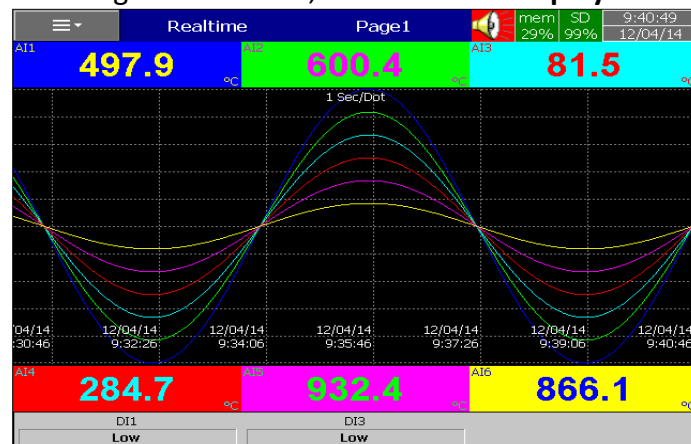 Realtime Page1 mem 29% SD 99% 9:40:49 12/04/14
AI1 497.9 °C AI2 600.4 °C AI3 81.5 °C
1 Sec/Dot
04/14 12/04/14 12/04/14 12/04/14 12/04/14 12/04/14 12/04/14
:30:46 9:32:26 9:34:06 9:35:46 9:37:26 9:39:06 9:40:46
AI4 284.7 °C AI5 932.4 °C AI6 866.1 °C
DI1 DI3
Low Low